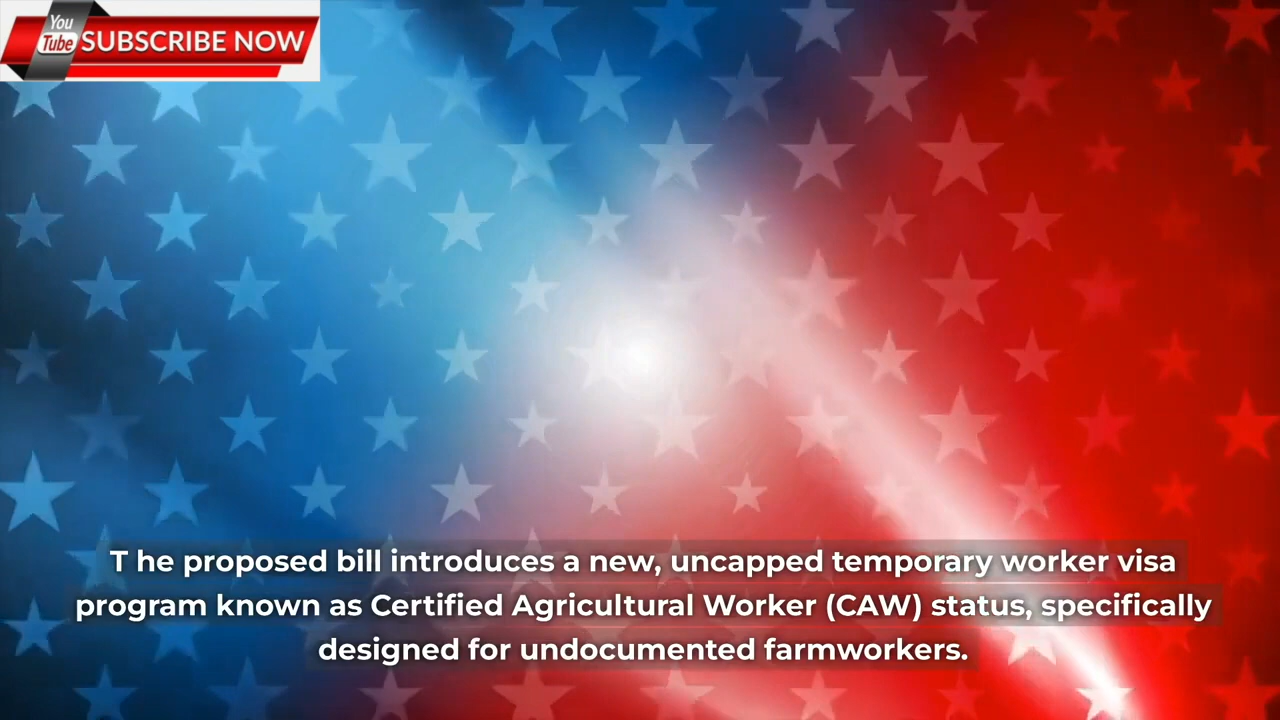 You
Tube
SUBSCRIBE NOW
T he proposed bill introduces a new, uncapped temporary worker visa
program known as Certified Agricultural Worker (CAW) status, specifically
designed for undocumented farmworkers.